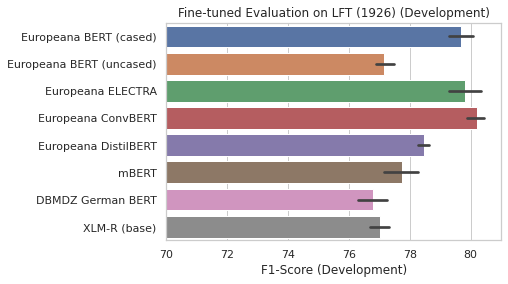 Fine-tuned Evaluation on LFT (1926) (Development)
Europeana BERT (cased)
Europeana BERT (uncased)
Europeana ELECTRA
Europeana ConvBERT
Europeana DistilBERT
mBERT
DBMDZ German BERT
XLM-R (base)
70 72 74 76 78 80
F1-Score (Development)